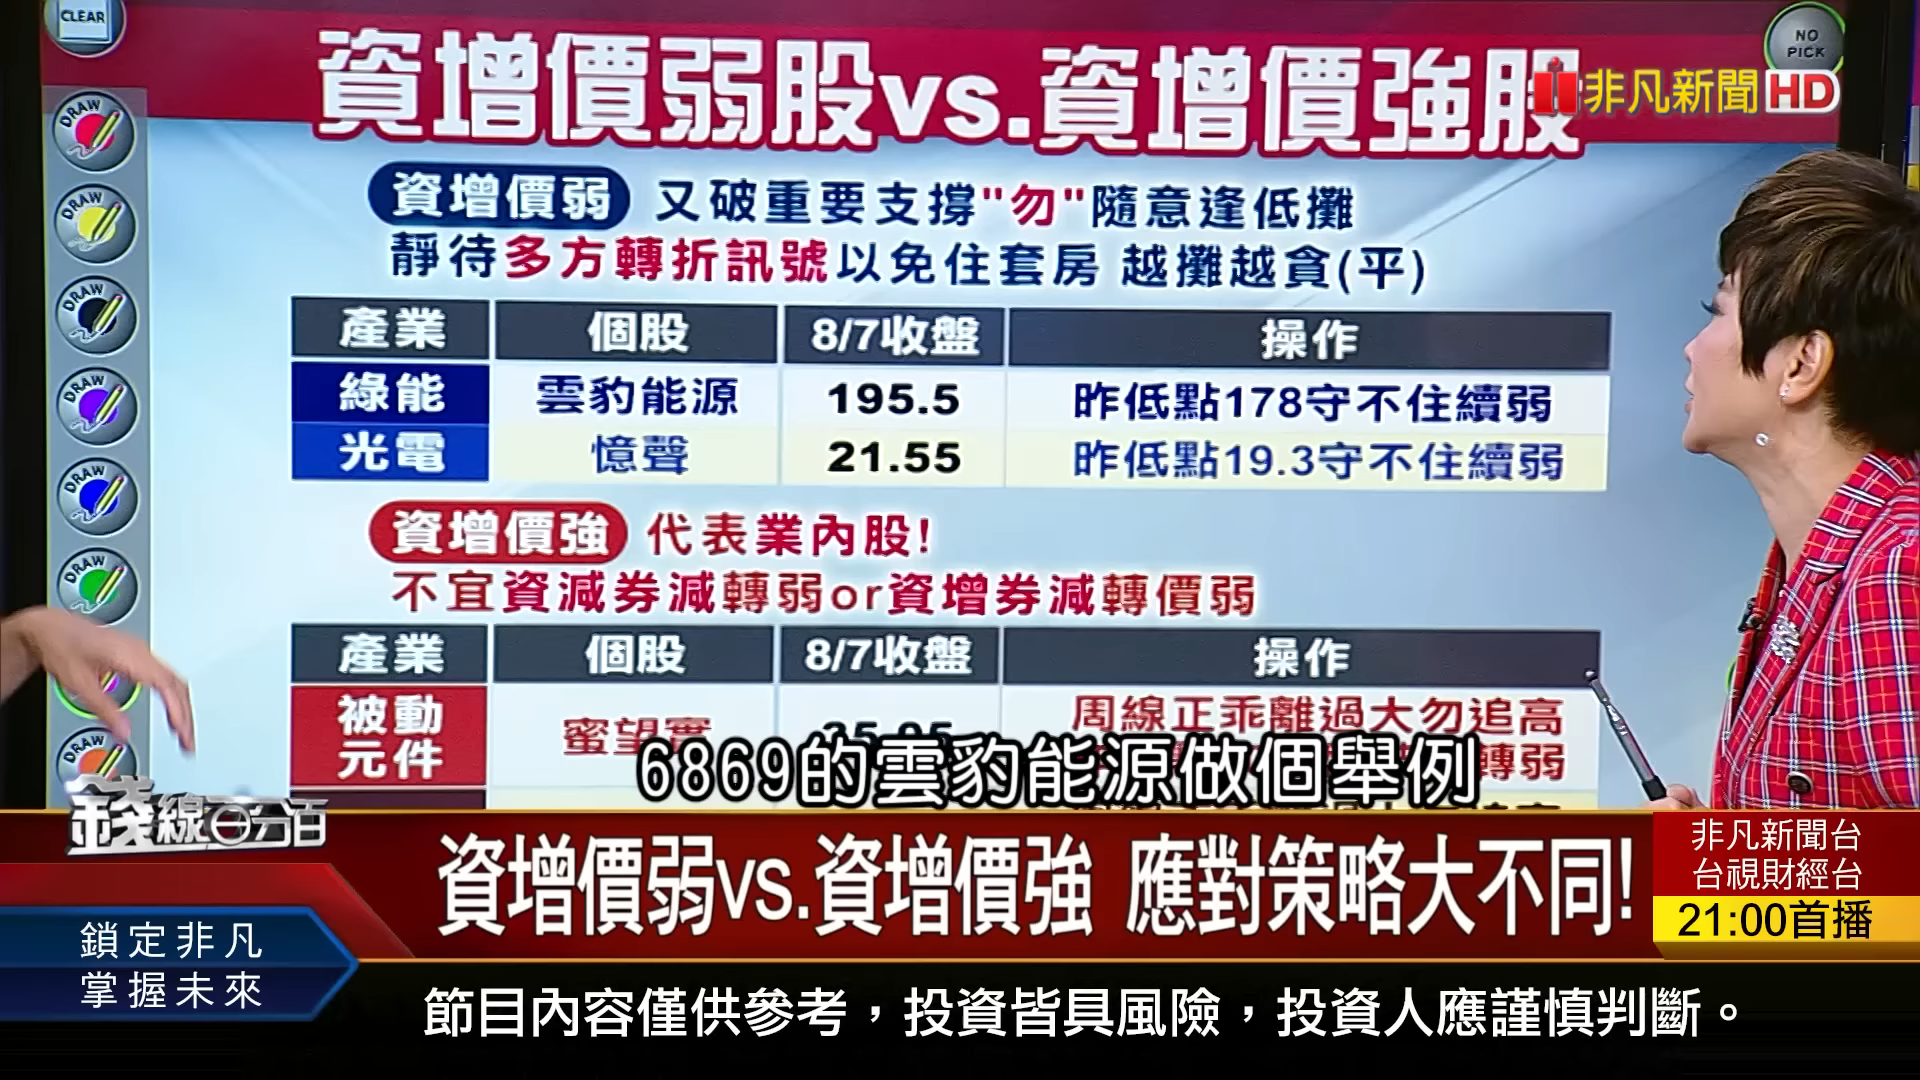 CLEAR
NO
PICK
資增價弱股vs.資增價強股
非凡新聞HD
DRAW
DRAW
DRAW
DRAW
DRAW
DRAW
DRAW
資增價弱 又破重要支撐"勿"隨意逢低攤
靜待多方轉折訊號以免住套房 越攤越貪(平)
產業 個股 8/7收盤 操作
綠能 雲豹能源 195.5 昨低點178守不住續弱
光電 憶聲 21.55 昨低點19.3守不住續弱
資增價強 代表業內股!
不宜資減券減轉弱or資增券減轉價弱
產業 個股 8/7收盤 操作
被動
元件
蜜望實
周線正乖離過大勿追高
轉弱
6869的雲豹能源做個舉例
錢線百分百
資增價弱vs.資增價強 應對策略大不同!
非凡新聞台
台視財經台
21:00首播
鎖定非凡
掌握未來
節目內容僅供參考，投資皆具風險，投資人應謹慎判斷。